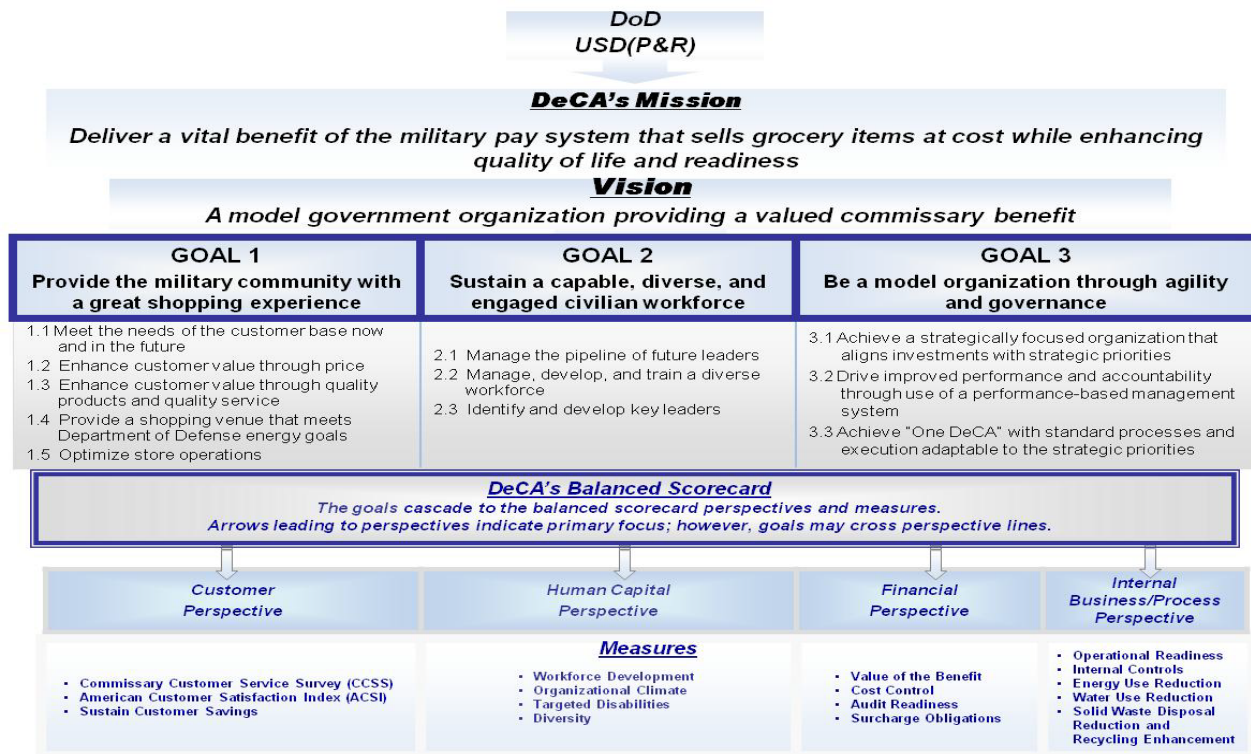 DoD
USD(P&R)
DeCA's Mission
Deliver a vital benefit of the military pay system that sells grocery items at cost while enhancing
quality of life and readiness
Vision
A model government organization providing a valued commissary benefit
GOAL 1
Provide the military community with
a great shopping experience
1.1 Meet the needs of the customer base now
and in the future
1.2 Enhance customer value through price
1.3 Enhance customer value through quality
products and quality service
1.4 Provide a shopping venue that meets
Department of Defense energy goals
1.5 Optimize store operations
GOAL 2
Sustain a capable, diverse, and
engaged civilian workforce
2.1 Manage the pipeline of future leaders
2.2 Manage, develop, and train a diverse
workforce
2.3 Identify and develop key leaders
GOAL 3
Be a model organization through agility
and governance
3.1 Achieve a strategically focused organization that
aligns investments with strategic priorities
3.2 Drive improved performance and accountability
through use of a performance-based management
system
3.3 Achieve "One DeCA" with standard processes and
execution adaptable to the strategic priorities
DeCA's Balanced Scorecard
The goals cascade to the balanced scorecard perspectives and measures.
Arrows leading to perspectives indicate primary focus; however, goals may cross perspective lines.
Customer
Perspective
Human Capital
Perspective
Financial
Perspective
Internal
Business/Process
Perspective
Measures
• Commissary Customer Service Survey (CCSS)
• American Customer Satisfaction Index (ACSI)
• Sustain Customer Savings
• Workforce Development
• Organizational Climate
• Targeted Disabilities
• Diversity
• Value of the Benefit
• Cost Control
• Audit Readiness
• Surcharge Obligations
• Operational Readiness
• Internal Controls
• Energy Use Reduction
• Water Use Reduction
• Solid Waste Disposal
Reduction and
Recycling Enhancement